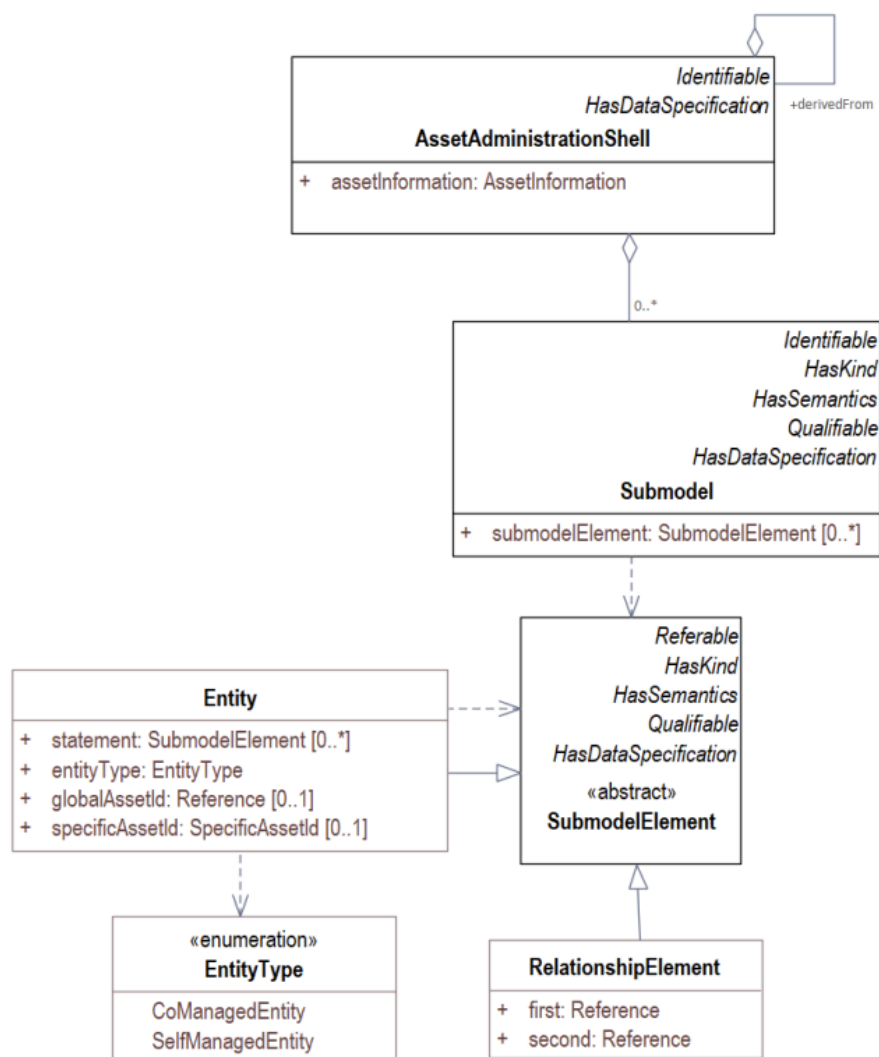 Identifiable
HasDataSpecification
+derivedFrom
AssetAdministrationShell
+ assetInformation: AssetInformation
0..*
Identifiable
HasKind
HasSemantics
Qualifiable
HasDataSpecification
Submodel
+ submodelElement: SubmodelElement [0..*]
Referable
HasKind
HasSemantics
Qualifiable
HasDataSpecification
«abstract»
SubmodelElement
Entity
+ statement: SubmodelElement [0..*]
+ entityType: EntityType
+ globalAssetId: Reference [0..1]
+ specificAssetId: SpecificAssetId [0..1]
«enumeration»
EntityType
CoManagedEntity
SelfManagedEntity
RelationshipElement
+ first: Reference
+ second: Reference